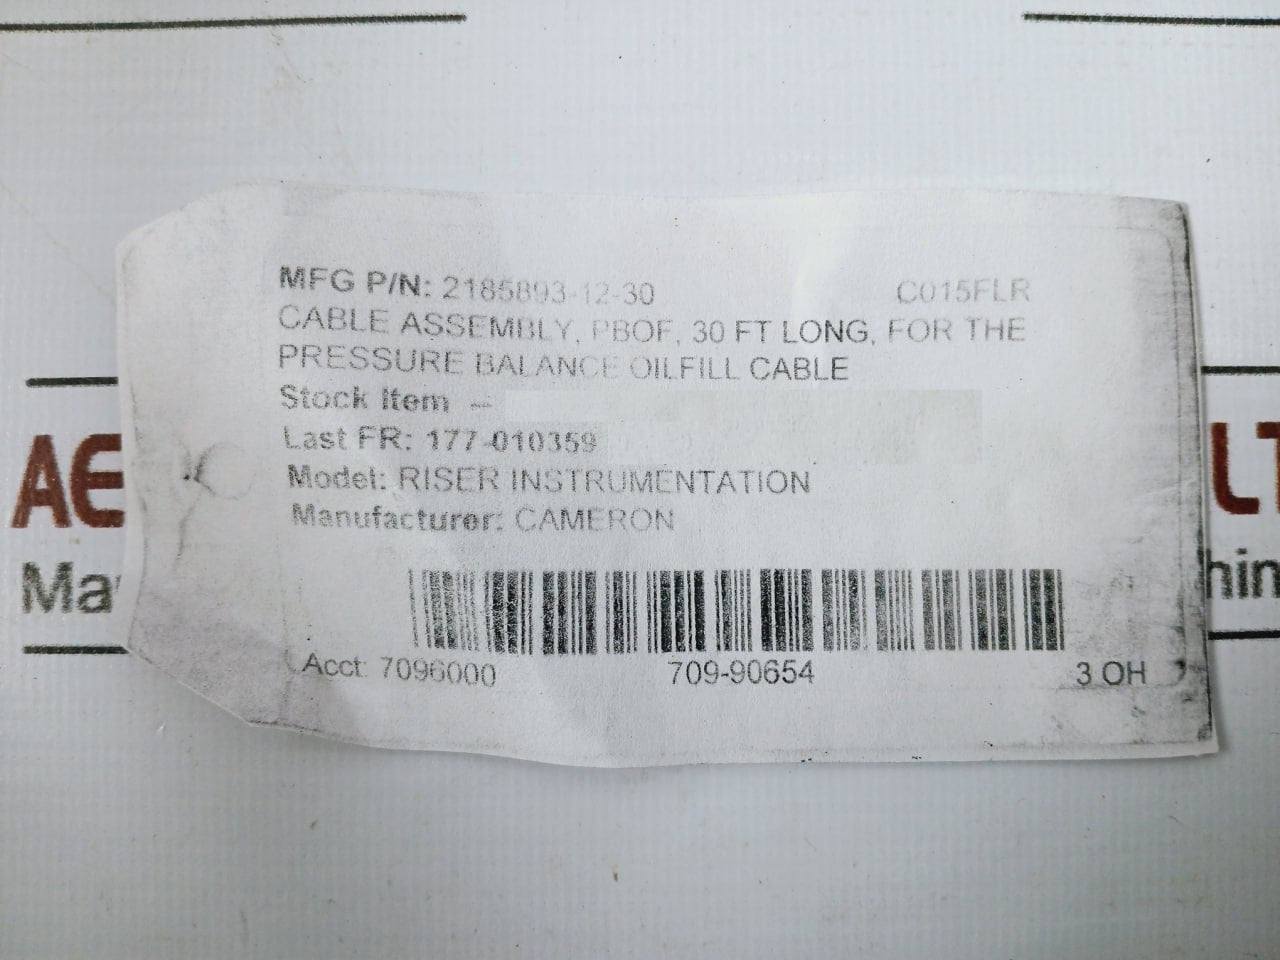 MFG P/N: 2185893-12-30 C015FLR
CABLE ASSEMBLY, PBOF, 30 FT LONG, FOR THE
PRESSURE BALANCE OILFILL CABLE
Stock Item --
Last FR: 177-010359
Model: RISER INSTRUMENTATION
Manufacturer: CAMERON
Acct: 7096000 709-90654 3 OH